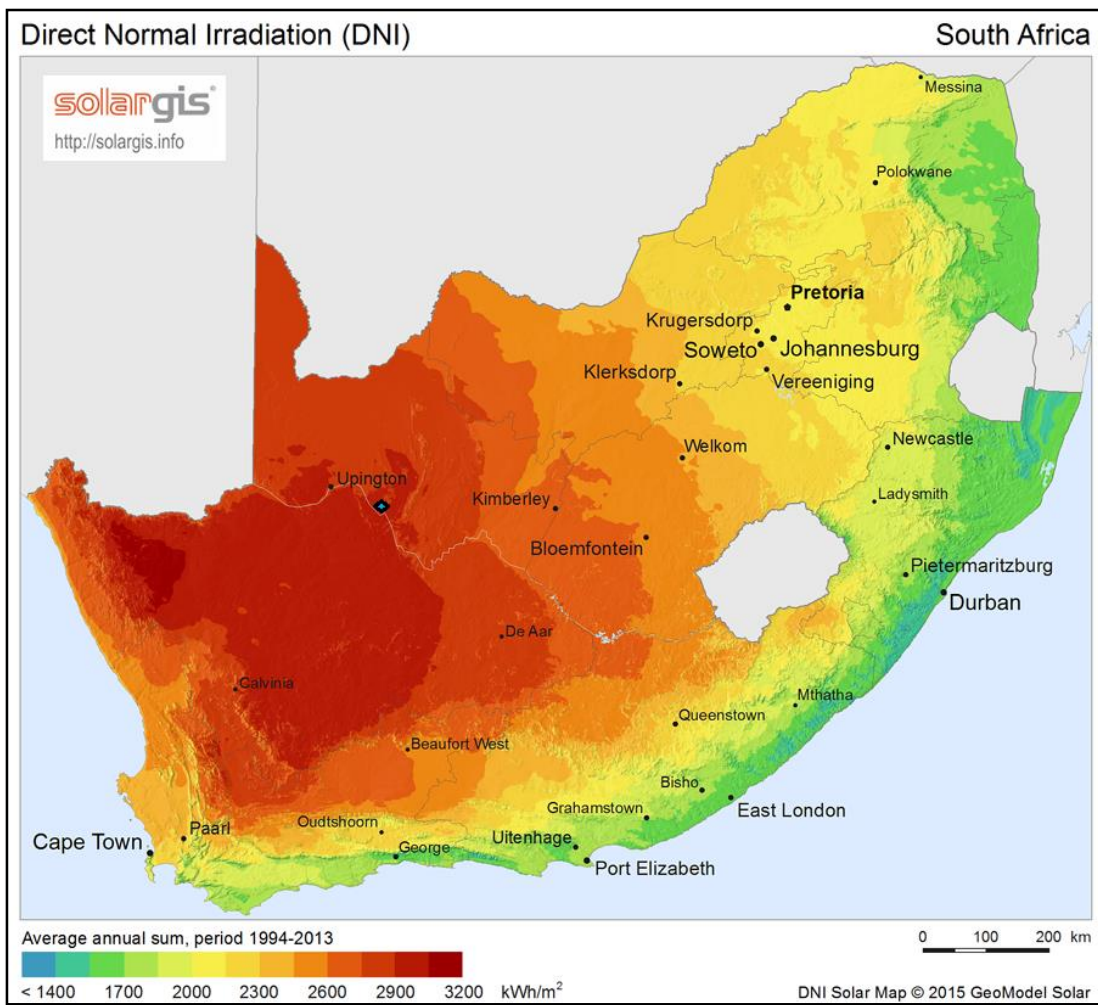 Direct Normal Irradiation (DNI)
South Africa
solargis®
http://solargis.info
Messina
Polokwane
Pretoria
Krugersdorp
Soweto
Johannesburg
Klerksdorp
Vereeniging
Welkom
Newcastle
Upington
Kimberley
Ladysmith
Bloemfontein
Pietermaritzburg
Durban
De Aar
Calvinia
Mthatha
Queenstown
Beaufort West
Bisho
East London
Grahamstown
Oudtshoorn
Paarl
Cape Town
George
Uitenhage
Port Elizabeth
Average annual sum, period 1994-2013
< 1400 1700 2000 2300 2600 2900 3200 kWh/m²
0 100 200 km
DNI Solar Map © 2015 GeoModel Solar